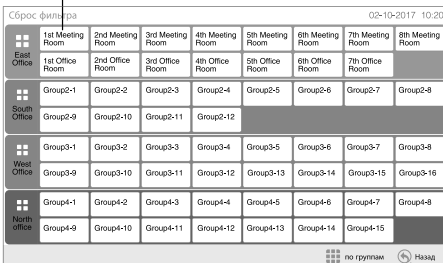 Сброс фильтра 02-10-2017 10:20
East Office
1st Meeting Room 2nd Meeting Room 3rd Meeting Room 4th Meeting Room 5th Meeting Room 6th Meeting Room 7th Meeting Room 8th Meeting Room
1st Office Room 2nd Office Room 3rd Office Room 4th Office Room 5th Office Room 6th Office Room 7th Office Room
South Office
Group2-1 Group2-2 Group2-3 Group2-4 Group2-5 Group2-6 Group2-7 Group2-8
Group2-9 Group2-10 Group2-11 Group2-12
West Office
Group3-1 Group3-2 Group3-3 Group3-4 Group3-5 Group3-6 Group3-7 Group3-8
Group3-9 Group3-10 Group3-11 Group3-12 Group3-13 Group3-14 Group3-15 Group3-16
North office
Group4-1 Group4-2 Group4-3 Group4-4 Group4-5 Group4-6 Group4-7 Group4-8
Group4-9 Group4-10 Group4-11 Group4-12 Group4-13 Group4-14 Group4-15
по группам Назад